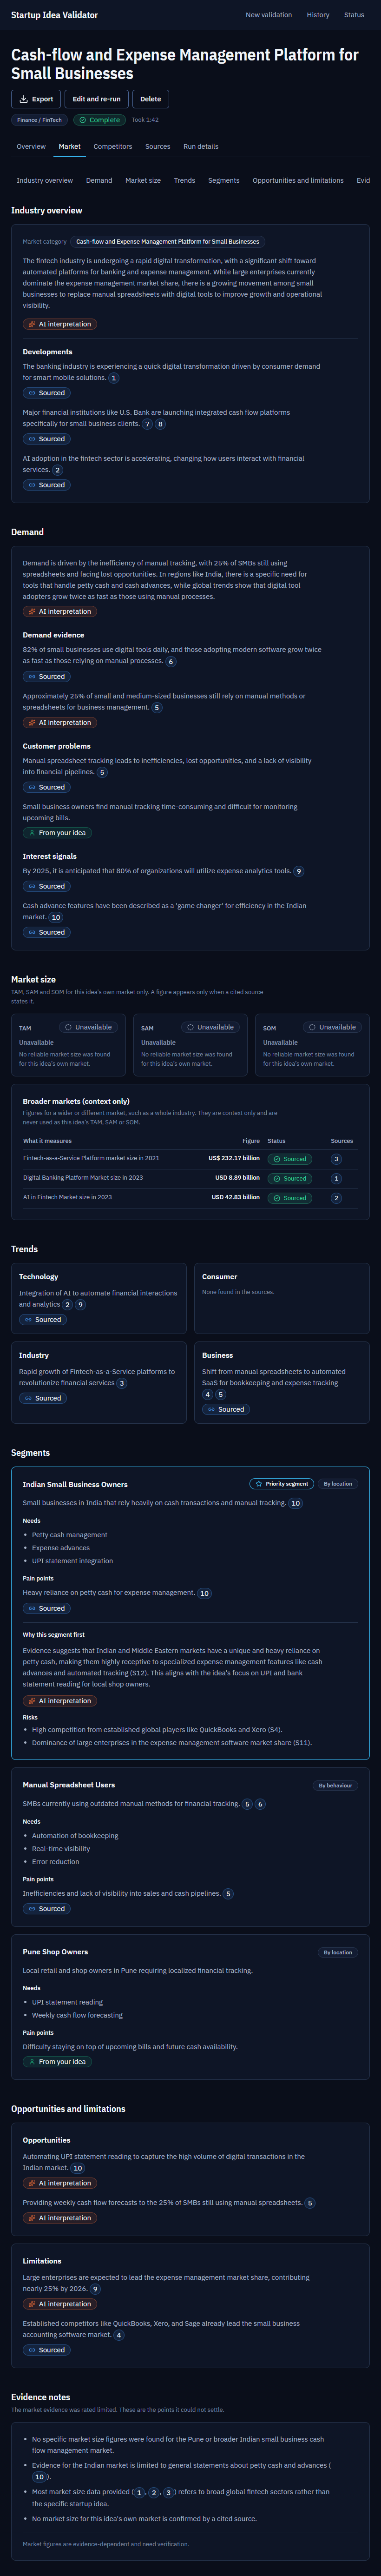 Startup Idea Validator
New validation
History
Status
Cash-flow and Expense Management Platform for
Small Businesses
Export
Edit and re-run
Delete
Finance / FinTech
Complete
Took 1:42
Overview
Market
Competitors
Sources
Run details
Industry overview
Demand
Market size
Trends
Segments
Opportunities and limitations
Evid
Industry overview
Market category
Cash-flow and Expense Management Platform for Small Businesses
The fintech industry is undergoing a rapid digital transformation, with a significant shift toward
automated platforms for banking and expense management. While large enterprises currently
dominate the expense management market share, there is a growing movement among small
businesses to replace manual spreadsheets with digital tools to improve growth and operational
visibility.
AI interpretation
Developments
The banking industry is experiencing a quick digital transformation driven by consumer demand
for smart mobile solutions. 1
Sourced
Major financial institutions like U.S. Bank are launching integrated cash flow platforms
specifically for small business clients. 7 8
Sourced
AI adoption in the fintech sector is accelerating, changing how users interact with financial
services. 2
Sourced
Demand
Demand is driven by the inefficiency of manual tracking, with 25% of SMBs still using
spreadsheets and facing lost opportunities. In regions like India, there is a specific need for
tools that handle petty cash and cash advances, while global trends show that digital tool
adopters grow twice as fast as those using manual processes.
AI interpretation
Demand evidence
82% of small businesses use digital tools daily, and those adopting modern software grow twice
as fast as those relying on manual processes. 6
Sourced
Approximately 25% of small and medium-sized businesses still rely on manual methods or
spreadsheets for business management. 5
AI interpretation
Customer problems
Manual spreadsheet tracking leads to inefficiencies, lost opportunities, and a lack of visibility
into financial pipelines. 5
Sourced
Small business owners find manual tracking time-consuming and difficult for monitoring
upcoming bills.
From your idea
Interest signals
By 2025, it is anticipated that 80% of organizations will utilize expense analytics tools. 9
Sourced
Cash advance features have been described as a 'game changer' for efficiency in the Indian
market. 10
Sourced
Market size
TAM, SAM and SOM for this idea's own market only. A figure appears only when a cited source
states it.
TAM
Unavailable
Unavailable
No reliable market size was found
for this idea's own market.
SAM
Unavailable
Unavailable
No reliable market size was found
for this idea's own market.
SOM
Unavailable
Unavailable
No reliable market size was found
for this idea's own market.
Broader markets (context only)
Figures for a wider or different market, such as a whole industry. They are context only and are
never used as this idea's TAM, SAM or SOM.
What it measures
Figure
Status
Sources
Fintech-as-a-Service Platform market size in 2021
US$ 232.17 billion
Sourced
3
Digital Banking Platform Market size in 2023
USD 8.89 billion
Sourced
1
AI in Fintech Market size in 2023
USD 42.83 billion
Sourced
2
Trends
Technology
Integration of AI to automate financial interactions
and analytics 2 9
Sourced
Consumer
None found in the sources.
Industry
Rapid growth of Fintech-as-a-Service platforms to
revolutionize financial services 3
Sourced
Business
Shift from manual spreadsheets to automated
SaaS for bookkeeping and expense tracking
4 5
Sourced
Segments
Indian Small Business Owners
Priority segment
By location
Small businesses in India that rely heavily on cash transactions and manual tracking. 10
Needs
• Petty cash management
• Expense advances
• UPI statement integration
Pain points
Heavy reliance on petty cash for expense management. 10
Sourced
Why this segment first
Evidence suggests that Indian and Middle Eastern markets have a unique and heavy reliance on
petty cash, making them highly receptive to specialized expense management features like cash
advances and automated tracking (S12). This aligns with the idea's focus on UPI and bank
statement reading for local shop owners.
AI interpretation
Risks
• High competition from established global players like QuickBooks and Xero (S4).
• Dominance of large enterprises in the expense management software market share (S11).
Manual Spreadsheet Users
By behaviour
SMBs currently using outdated manual methods for financial tracking. 5 6
Needs
• Automation of bookkeeping
• Real-time visibility
• Error reduction
Pain points
Inefficiencies and lack of visibility into sales and cash pipelines. 5
Sourced
Pune Shop Owners
By location
Local retail and shop owners in Pune requiring localized financial tracking.
Needs
• UPI statement reading
• Weekly cash flow forecasting
Pain points
Difficulty staying on top of upcoming bills and future cash availability.
From your idea
Opportunities and limitations
Opportunities
Automating UPI statement reading to capture the high volume of digital transactions in the
Indian market. 10
AI interpretation
Providing weekly cash flow forecasts to the 25% of SMBs still using manual spreadsheets. 5
AI interpretation
Limitations
Large enterprises are expected to lead the expense management market share, contributing
nearly 25% by 2026. 9
AI interpretation
Established competitors like QuickBooks, Xero, and Sage already lead the small business
accounting software market. 4
Sourced
Evidence notes
The market evidence was rated limited. These are the points it could not settle.
• No specific market size figures were found for the Pune or broader Indian small business cash
flow management market.
• Evidence for the Indian market is limited to general statements about petty cash and advances (
10 ).
• Most market size data provided ( 1 , 2 , 3 ) refers to broad global fintech sectors rather than
the specific startup idea.
• No market size for this idea's own market is confirmed by a cited source.
Market figures are evidence-dependent and need verification.